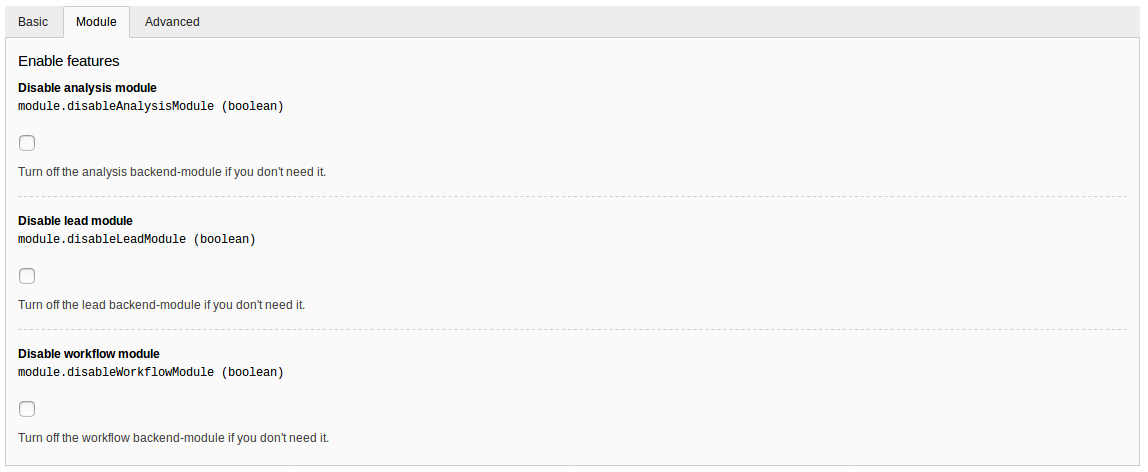 Basic Module Advanced
Enable features
Disable analysis module
module.disableAnalysisModule (boolean)
Turn off the analysis backend-module if you don't need it.
Disable lead module
module.disableLeadModule (boolean)
Turn off the lead backend-module if you don't need it.
Disable workflow module
module.disableWorkflowModule (boolean)
Turn off the workflow backend-module if you don't need it.